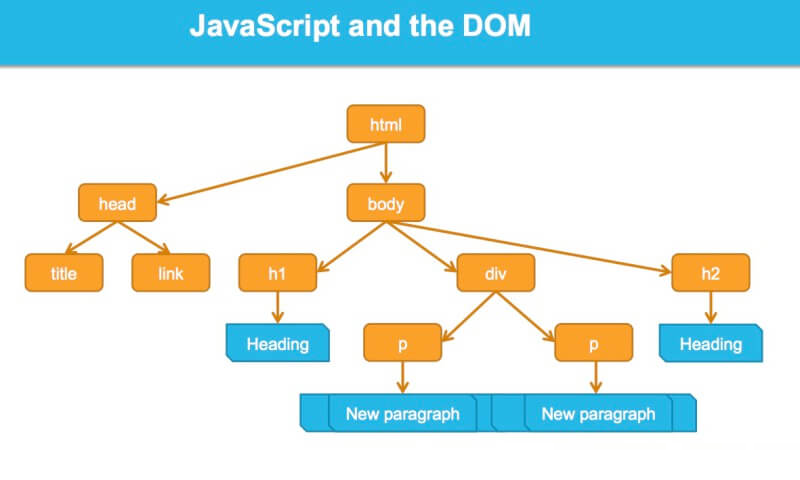 JavaScript and the DOM
html
head
body
title
link
h1
div
h2
Heading
p
p
Heading
New paragraph
New paragraph